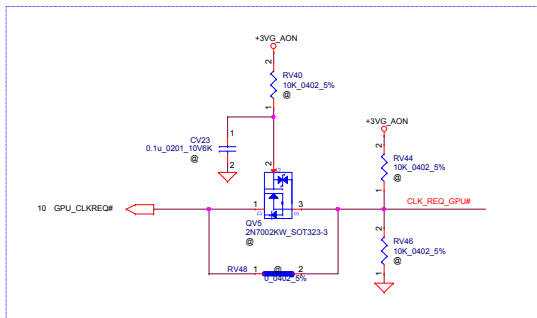 +3VG_AON
2
RV40
10K_0402_5%
@
1
CV23
0.1u_0201_10V6K
@
1
2
+3VG_AON
2
RV44
10K_0402_5%
@
1
2
G
10 GPU_CLKREQ#
1
D
S
3
CLK_REQ_GPU#
QV5
2N7002KW_SOT323-3
@
2
RV46
10K_0402_5%
@
1
RV48
1
@
2
0_0402_5%